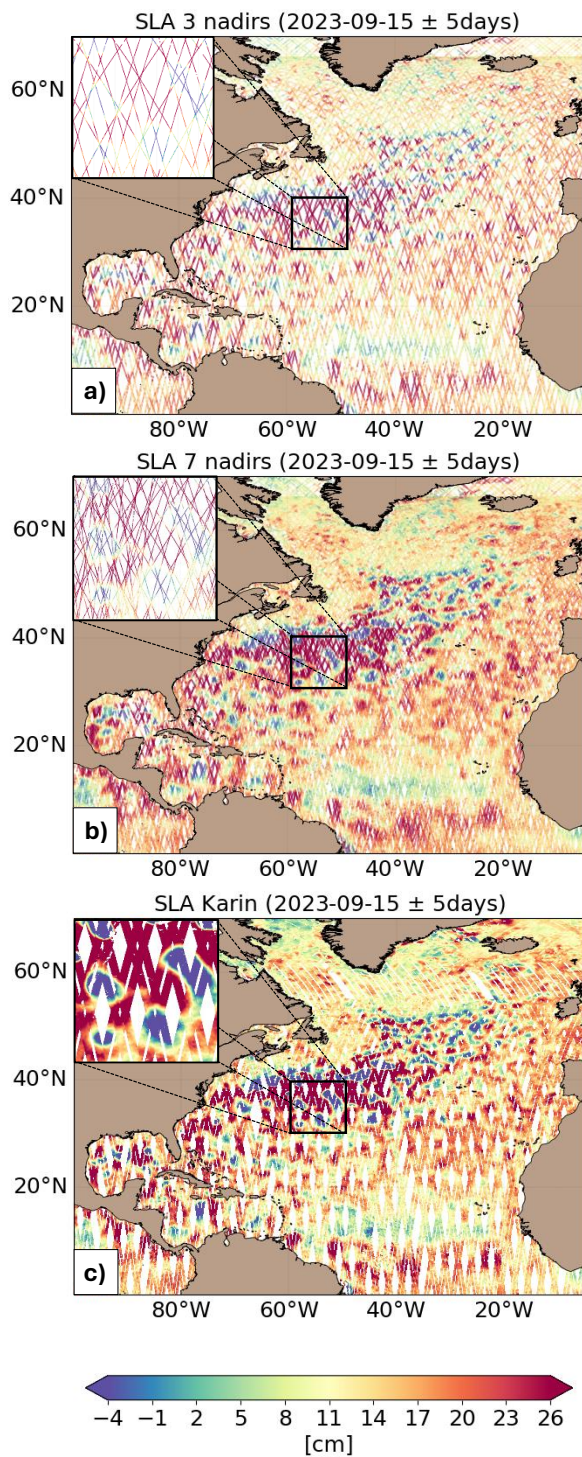 SLA 3 nadirs (2023-09-15 ± 5days)
60°N
40°N
20°N
a)
80°W 60°W 40°W 20°W
SLA 7 nadirs (2023-09-15 ± 5days)
60°N
40°N
20°N
b)
80°W 60°W 40°W 20°W
SLA Karin (2023-09-15 ± 5days)
60°N
40°N
20°N
c)
80°W 60°W 40°W 20°W
−4 −1 2 5 8 11 14 17 20 23 26
[cm]